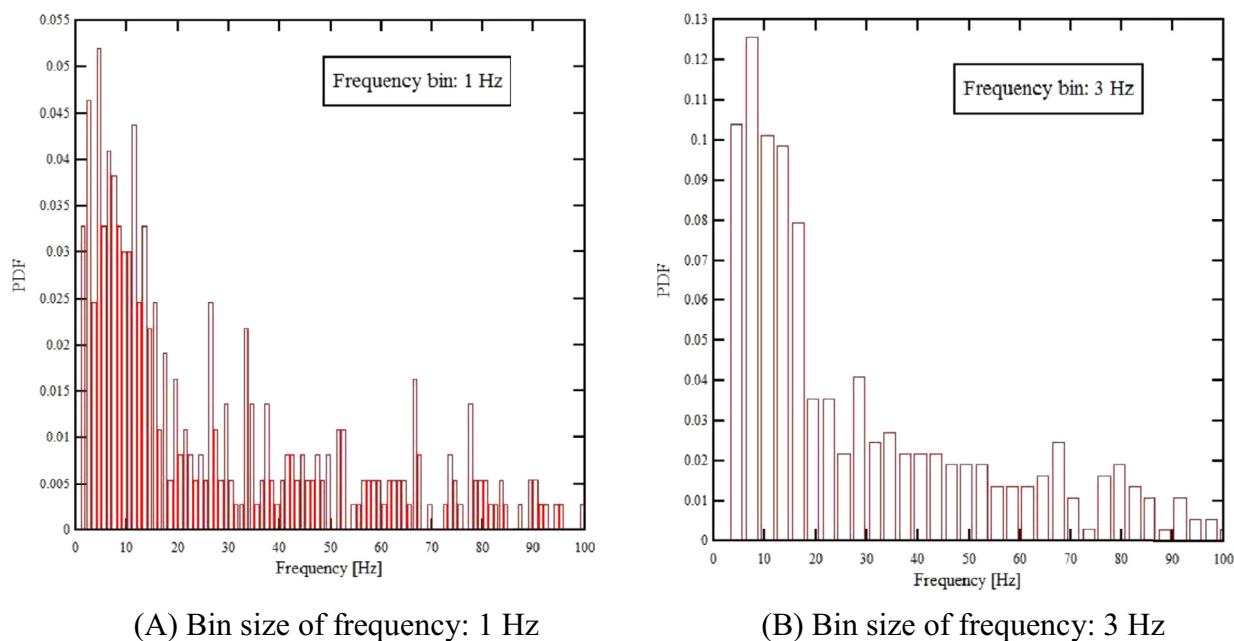 0.055
0.05
0.045
0.04
0.035
0.03
0.025
0.02
0.015
0.01
0.005
0
PDF
Frequency bin: 1 Hz
0 10 20 30 40 50 60 70 80 90 100
Frequency [Hz]
(A) Bin size of frequency: 1 Hz
0.13
0.12
0.11
0.1
0.09
0.08
0.07
0.06
0.05
0.04
0.03
0.02
0.01
0
PDF
Frequency bin: 3 Hz
0 10 20 30 40 50 60 70 80 90 100
Frequency [Hz]
(B) Bin size of frequency: 3 Hz